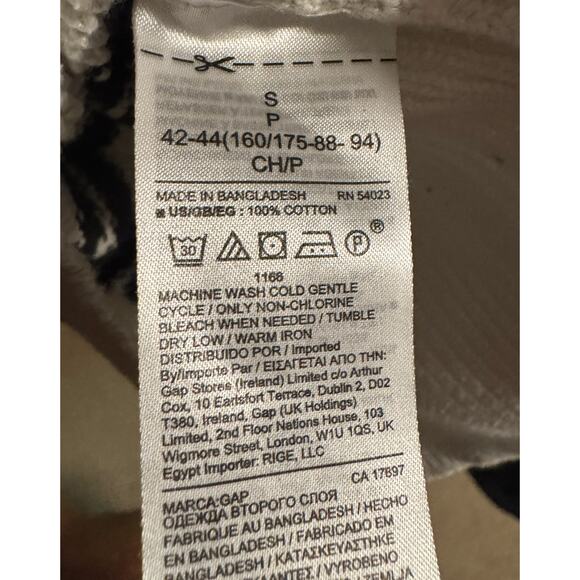 S
P
42-44(160/175-88- 94)
CH/P
MADE IN BANGLADESH RN 54023
US/GB/EG : 100% COTTON
30 P ®
1168
MACHINE WASH COLD GENTLE
CYCLE / ONLY NON-CHLORINE
BLEACH WHEN NEEDED / TUMBLE
DRY LOW / WARM IRON
DISTRIBUIDO POR / Imported
By/Importe Par / ΕΙΣΑΓΕΤΑΙ ΑΠΟ ΤΗΝ:
Gap Stores (Ireland) Limited c/o Arthur
Cox, 10 Earlsfort Terrace, Dublin 2, D02
T380, Ireland, Gap (UK Holdings)
Limited, 2nd Floor Nations House, 103
Wigmore Street, London, W1U 1QS, UK
Egypt Importer: RIGE, LLC
CA 17897
MARCA:GAP
ОДЕЖДА ВТОРОГО СЛОЯ
FABRIQUE AU BANGLADESH / HECHO
EN BANGLADESH / FABRICADO EM
BANGLADESH / ΚΑΤΑΣΚΕΥΑΣΤΗΚΕ
VYROBENO